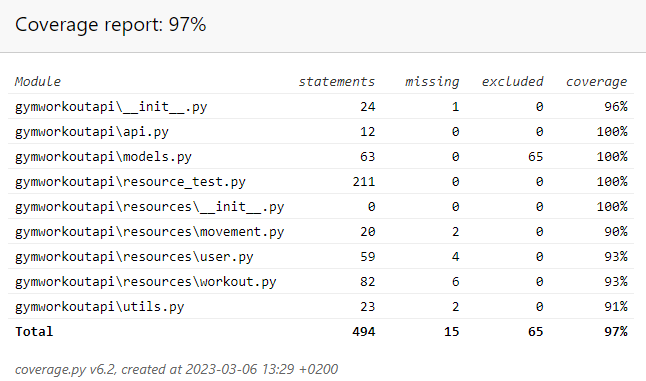 Coverage report: 97%
Module statements missing excluded coverage
gymworkoutapi\__init__.py 24 1 0 96%
gymworkoutapi\api.py 12 0 0 100%
gymworkoutapi\models.py 63 0 65 100%
gymworkoutapi\resource_test.py 211 0 0 100%
gymworkoutapi\resources\__init__.py 0 0 0 100%
gymworkoutapi\resources\movement.py 20 2 0 90%
gymworkoutapi\resources\user.py 59 4 0 93%
gymworkoutapi\resources\workout.py 82 6 0 93%
gymworkoutapi\utils.py 23 2 0 91%
Total 494 15 65 97%
coverage.py v6.2, created at 2023-03-06 13:29 +0200